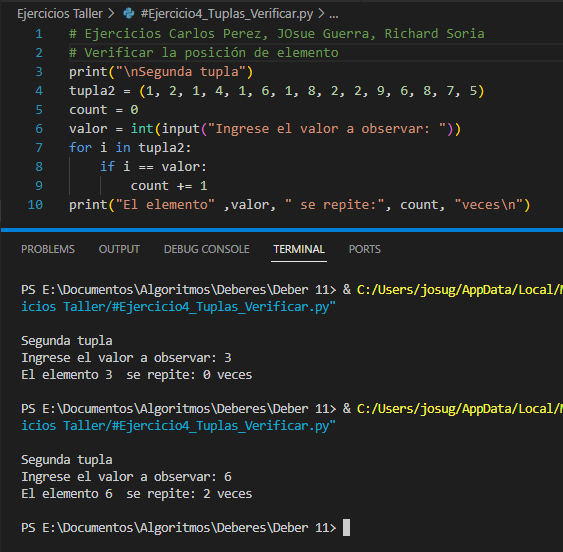 Ejercicios Taller > #Ejercicio4_Tuplas_Verificar.py > ...
1 # Ejercicios Carlos Perez, JOsue Guerra, Richard Soria
2 # Verificar la posición de elemento
3 print("\nSegunda tupla")
4 tupla2 = (1, 2, 1, 4, 1, 6, 1, 8, 2, 2, 9, 6, 8, 7, 5)
5 count = 0
6 valor = int(input("Ingrese el valor a observar: "))
7 for i in tupla2:
8 if i == valor:
9 count += 1
10 print("El elemento" ,valor, " se repite:", count, "veces\n")
PROBLEMS OUTPUT DEBUG CONSOLE TERMINAL PORTS
PS E:\Documentos\Algoritmos\Deberes\Deber 11> & C:/Users/josug/AppData/Local/
icios Taller/#Ejercicio4_Tuplas_Verificar.py"
Segunda tupla
Ingrese el valor a observar: 3
El elemento 3  se repite: 0 veces
PS E:\Documentos\Algoritmos\Deberes\Deber 11> & C:/Users/josug/AppData/Local/
icios Taller/#Ejercicio4_Tuplas_Verificar.py"
Segunda tupla
Ingrese el valor a observar: 6
El elemento 6  se repite: 2 veces
PS E:\Documentos\Algoritmos\Deberes\Deber 11>